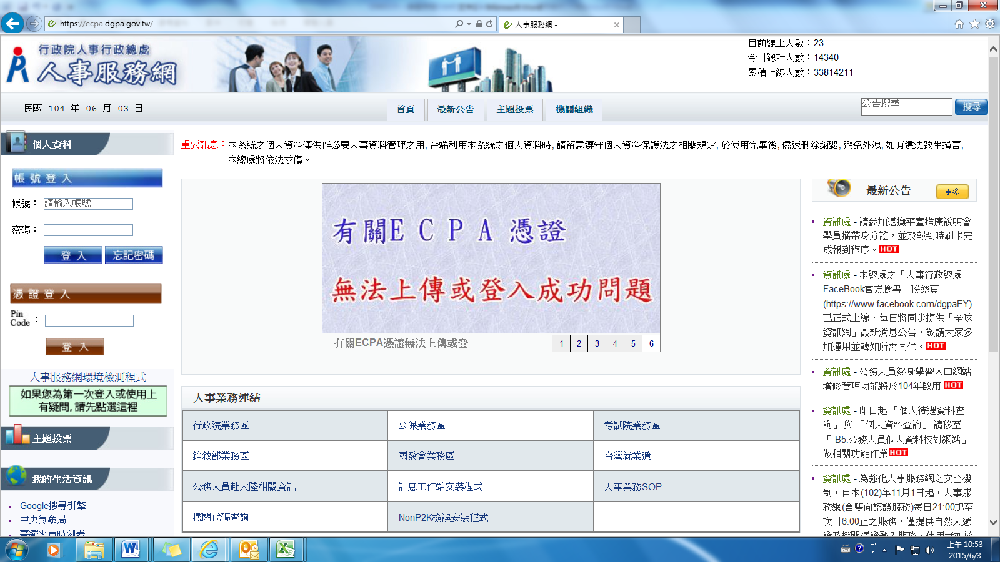 https://ecpa.dgpa.gov.tw/
人事服務網 -
行政院人事行政總處
人事服務網
目前線上人數：23
今日總計人數：14340
累積上線人數：33814211
民國 104 年 06 月 03 日
首頁
最新公告
主題投票
機關組織
公告搜尋
搜尋
個人資料
帳 號 登 入
帳號：
請輸入帳號
密碼：
登 入
忘記密碼
憑 證 登 入
Pin
Code ：
登 入
人事服務網環境檢測程式
如果您為第一次登入或使用上
有疑問, 請先點選這裡
主題投票
我的生活資訊
Google搜尋引擎
中央氣象局
臺鐵火車時刻表
重要訊息：本系統之個人資料僅供作必要人事資料管理之用, 台端利用本系統之個人資料時, 請留意遵守個人資料保護法之相關規定, 於使用完畢後, 儘速刪除銷毀, 避免外洩, 如有違法致生損害,
本總處將依法求償。
有關E C P A 憑證
無法上傳或登入成功問題
有關ECPA憑證無法上傳或登
1 2 3 4 5 6
人事業務連結
行政院業務區
公保業務區
考試院業務區
銓敘部業務區
國發會業務區
台灣就業通
公務人員赴大陸相關資訊
訊息工作站安裝程式
人事業務SOP
機關代碼查詢
NonP2K檢誤安裝程式
最新公告
更多
資訊處 - 請參加退撫平臺推廣說明會
學員攜帶身分證，並於報到時刷卡完
成報到程序。HOT
資訊處 - 本總處之「人事行政總處
FaceBook官方臉書」粉絲頁
(https://www.facebook.com/dgpaEY)
已正式上線，每日將同步提供「全球
資訊網」最新消息公告，敬請大家多
加運用並轉知所需同仁。HOT
資訊處 - 公務人員終身學習入口網站
增修管理功能將於104年啟用 HOT
資訊處 - 即日起 「個人待遇資料查
詢」 與 「個人資料查詢」 請移至
「 B5:公務人員個人資料校對網站」
做相關功能作業HOT
資訊處 - 為強化人事服務網之安全機
制，自本(102)年11月1日起，人事服
務網(含雙向認證服務)每日21:00起至
次日6:00止之服務，僅提供自然人憑
證及機關憑證登入服務，使用者如於
上午 10:53
2015/6/3